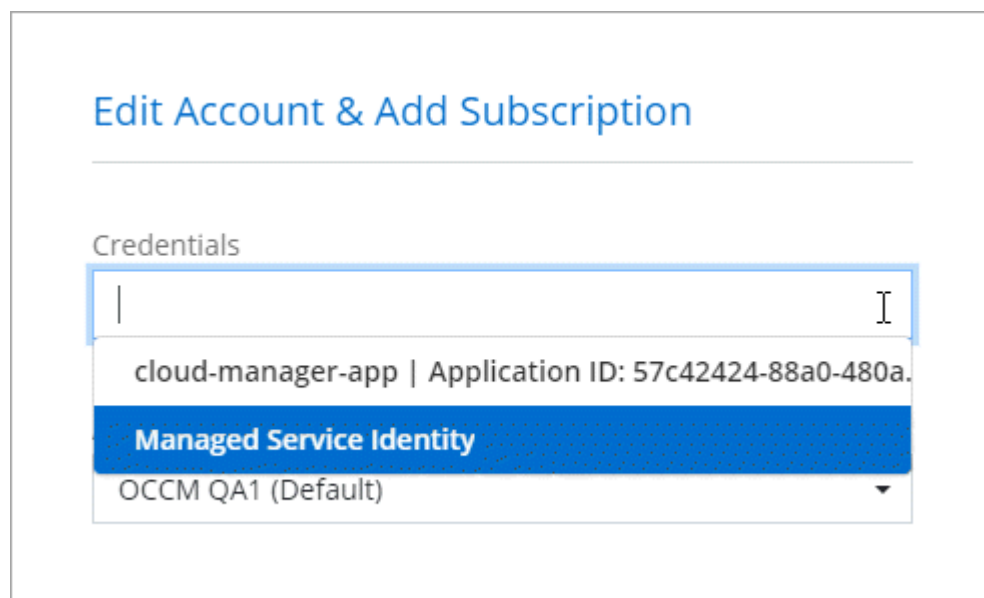 Edit Account & Add Subscription
Credentials
cloud-manager-app | Application ID: 57c42424-88a0-480a.
Managed Service Identity
OCCM QA1 (Default)